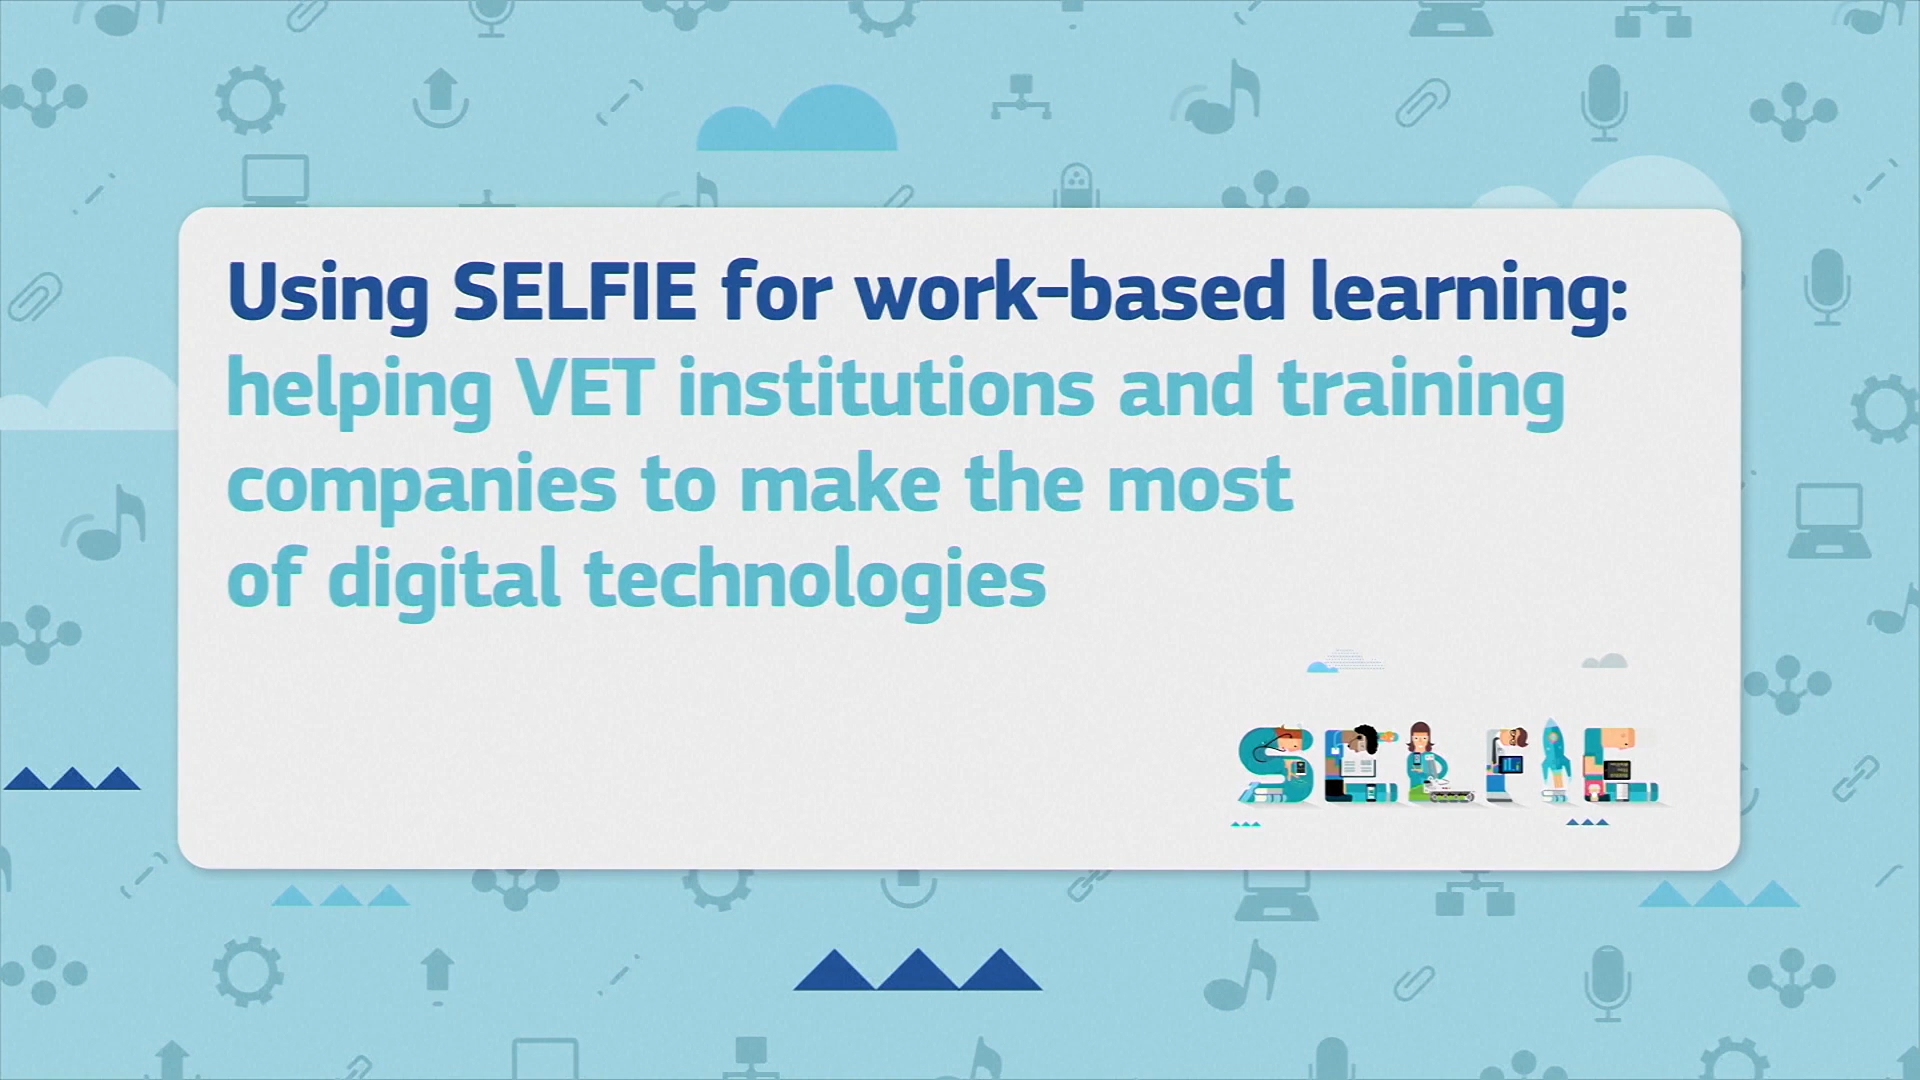 Using SELFIE for work-based learning:
helping VET institutions and training
companies to make the most
of digital technologies
SELFIE